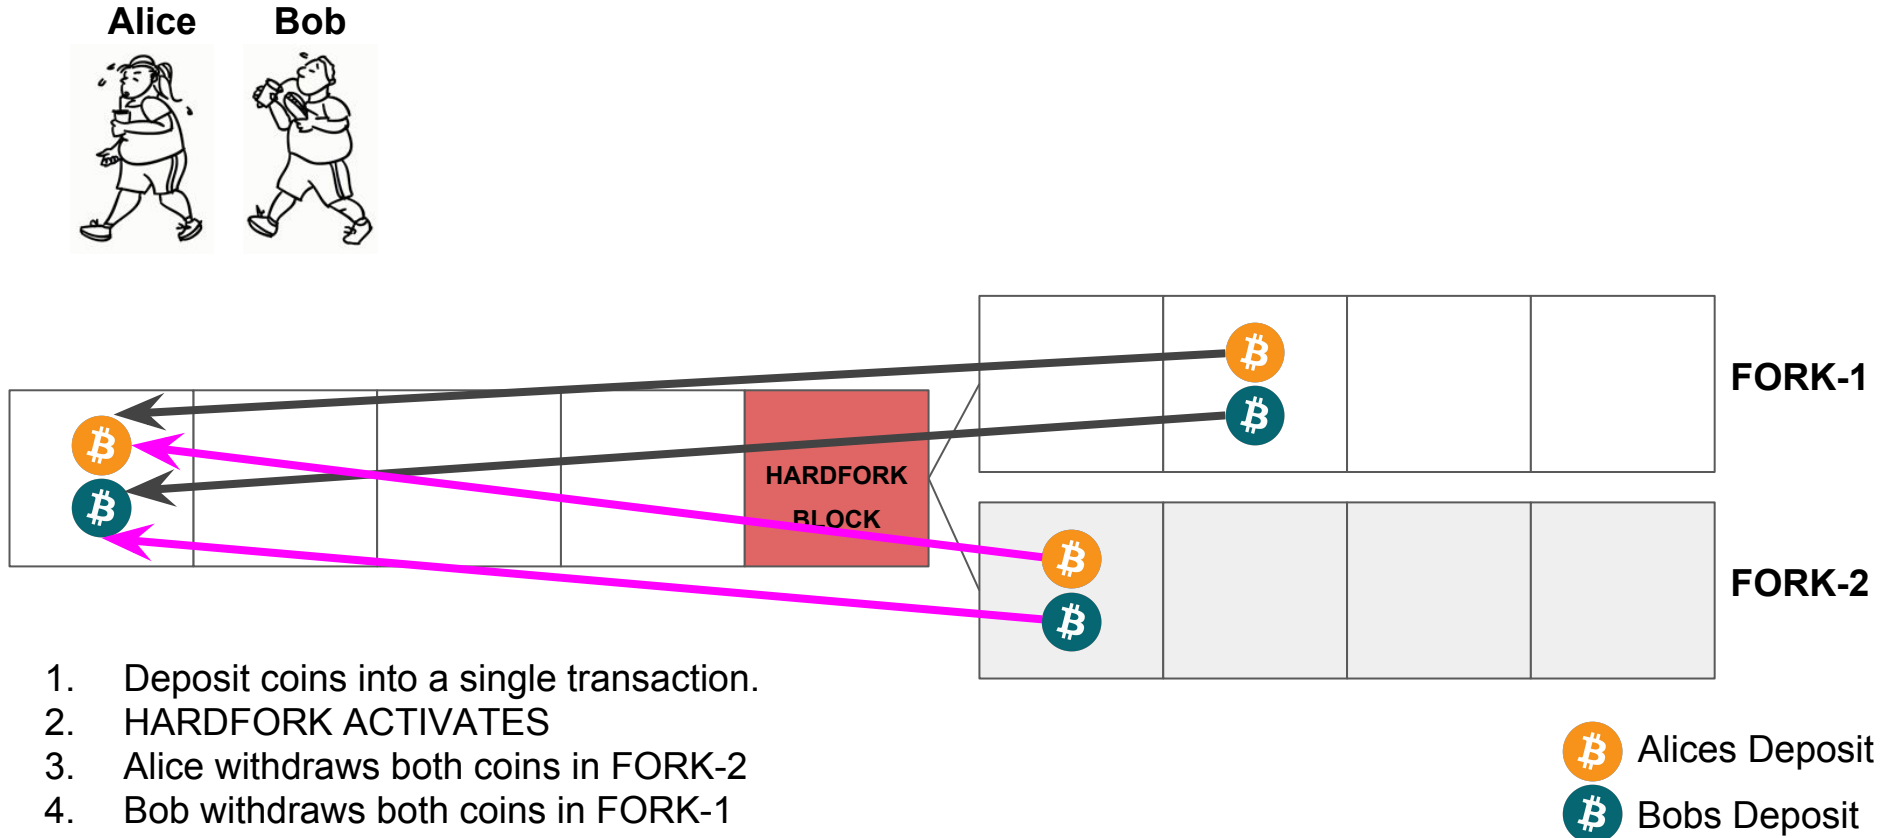 Alice Bob
FORK-1
HARDFORK
BLOCK
FORK-2
1. Deposit coins into a single transaction.
2. HARDFORK ACTIVATES
3. Alice withdraws both coins in FORK-2
4. Bob withdraws both coins in FORK-1
Alices Deposit
Bobs Deposit